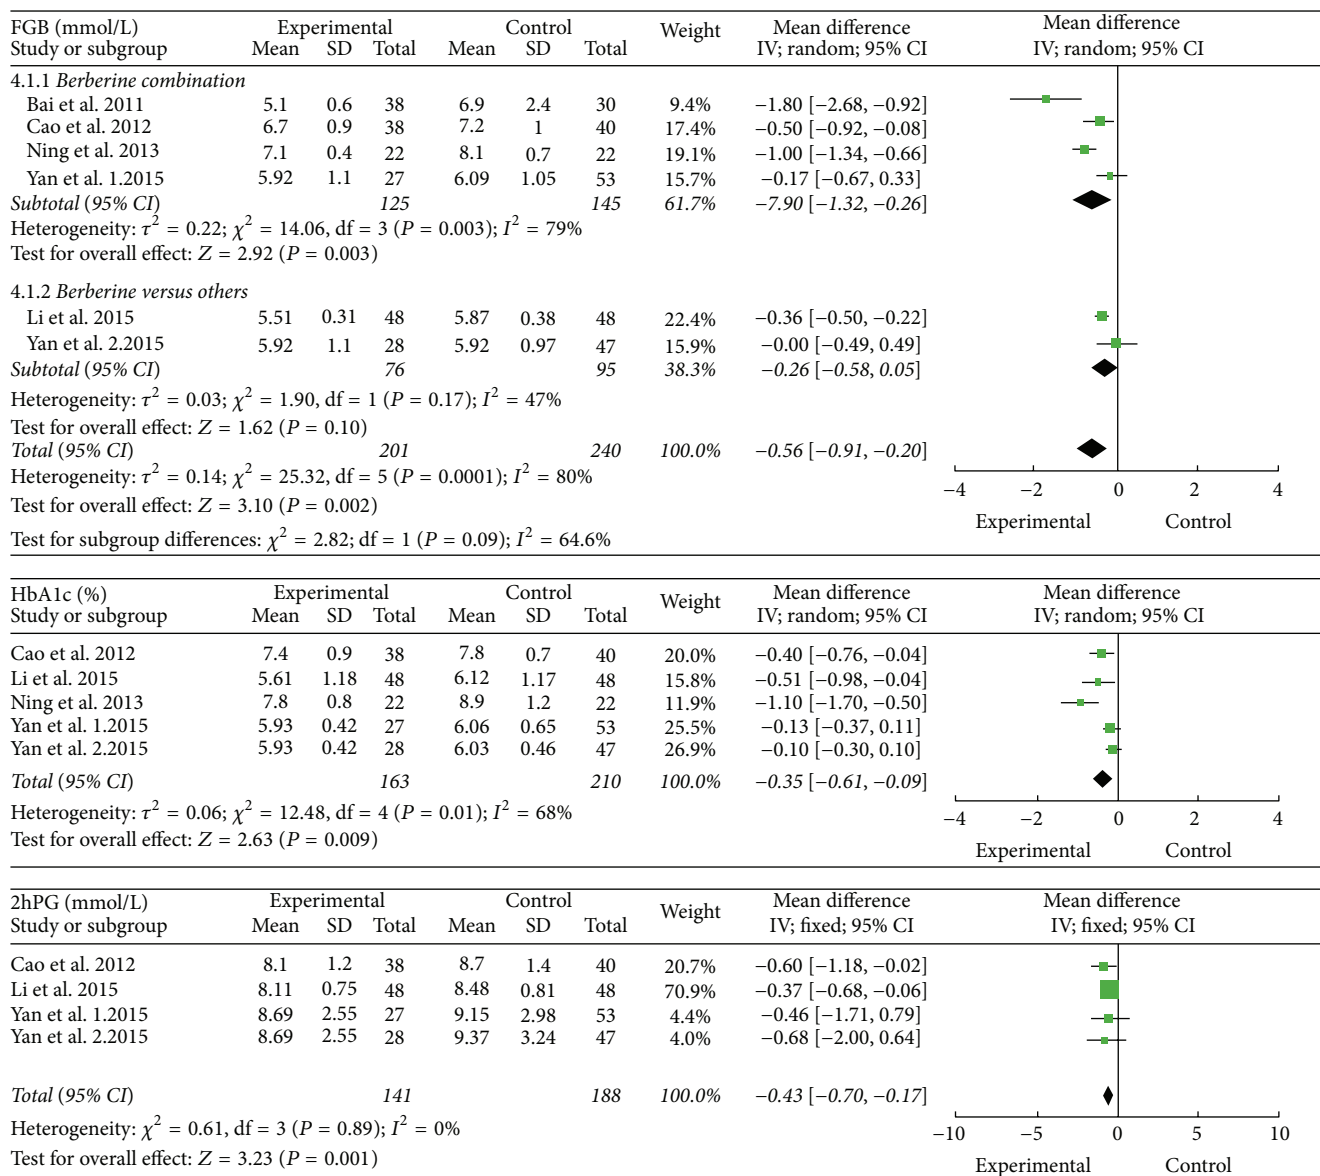 FGB (mmol/L) Experimental Control Weight Mean difference Mean difference
Study or subgroup Mean SD Total Mean SD Total IV; random; 95% CI IV; random; 95% CI
4.1.1 Berberine combination
Bai et al. 2011 5.1 0.6 38 6.9 2.4 30 9.4% −1.80 [−2.68, −0.92]
Cao et al. 2012 6.7 0.9 38 7.2 1 40 17.4% −0.50 [−0.92, −0.08]
Ning et al. 2013 7.1 0.4 22 8.1 0.7 22 19.1% −1.00 [−1.34, −0.66]
Yan et al. 1.2015 5.92 1.1 27 6.09 1.05 53 15.7% −0.17 [−0.67, 0.33]
Subtotal (95% CI) 125 145 61.7% −7.90 [−1.32, −0.26]
Heterogeneity: τ² = 0.22; χ² = 14.06, df = 3 (P = 0.003); I² = 79%
Test for overall effect: Z = 2.92 (P = 0.003)
4.1.2 Berberine versus others
Li et al. 2015 5.51 0.31 48 5.87 0.38 48 22.4% −0.36 [−0.50, −0.22]
Yan et al. 2.2015 5.92 1.1 28 5.92 0.97 47 15.9% −0.00 [−0.49, 0.49]
Subtotal (95% CI) 76 95 38.3% −0.26 [−0.58, 0.05]
Heterogeneity: τ² = 0.03; χ² = 1.90, df = 1 (P = 0.17); I² = 47%
Test for overall effect: Z = 1.62 (P = 0.10)
Total (95% CI) 201 240 100.0% −0.56 [−0.91, −0.20]
Heterogeneity: τ² = 0.14; χ² = 25.32, df = 5 (P = 0.0001); I² = 80%
−4 −2 0 2 4
Test for overall effect: Z = 3.10 (P = 0.002)
Experimental Control
Test for subgroup differences: χ² = 2.82; df = 1 (P = 0.09); I² = 64.6%
HbA1c (%) Experimental Control Weight Mean difference Mean difference
Study or subgroup Mean SD Total Mean SD Total IV; random; 95% CI IV; random; 95% CI
Cao et al. 2012 7.4 0.9 38 7.8 0.7 40 20.0% −0.40 [−0.76, −0.04]
Li et al. 2015 5.61 1.18 48 6.12 1.17 48 15.8% −0.51 [−0.98, −0.04]
Ning et al. 2013 7.8 0.8 22 8.9 1.2 22 11.9% −1.10 [−1.70, −0.50]
Yan et al. 1.2015 5.93 0.42 27 6.06 0.65 53 25.5% −0.13 [−0.37, 0.11]
Yan et al. 2.2015 5.93 0.42 28 6.03 0.46 47 26.9% −0.10 [−0.30, 0.10]
Total (95% CI) 163 210 100.0% −0.35 [−0.61, −0.09]
Heterogeneity: τ² = 0.06; χ² = 12.48, df = 4 (P = 0.01); I² = 68%
−4 −2 0 2 4
Test for overall effect: Z = 2.63 (P = 0.009)
Experimental Control
2hPG (mmol/L) Experimental Control Weight Mean difference Mean difference
Study or subgroup Mean SD Total Mean SD Total IV; fixed; 95% CI IV; fixed; 95% CI
Cao et al. 2012 8.1 1.2 38 8.7 1.4 40 20.7% −0.60 [−1.18, −0.02]
Li et al. 2015 8.11 0.75 48 8.48 0.81 48 70.9% −0.37 [−0.68, −0.06]
Yan et al. 1.2015 8.69 2.55 27 9.15 2.98 53 4.4% −0.46 [−1.71, 0.79]
Yan et al. 2.2015 8.69 2.55 28 9.37 3.24 47 4.0% −0.68 [−2.00, 0.64]
Total (95% CI) 141 188 100.0% −0.43 [−0.70, −0.17]
Heterogeneity: χ² = 0.61, df = 3 (P = 0.89); I² = 0%
−10 −5 0 5 10
Test for overall effect: Z = 3.23 (P = 0.001)
Experimental Control